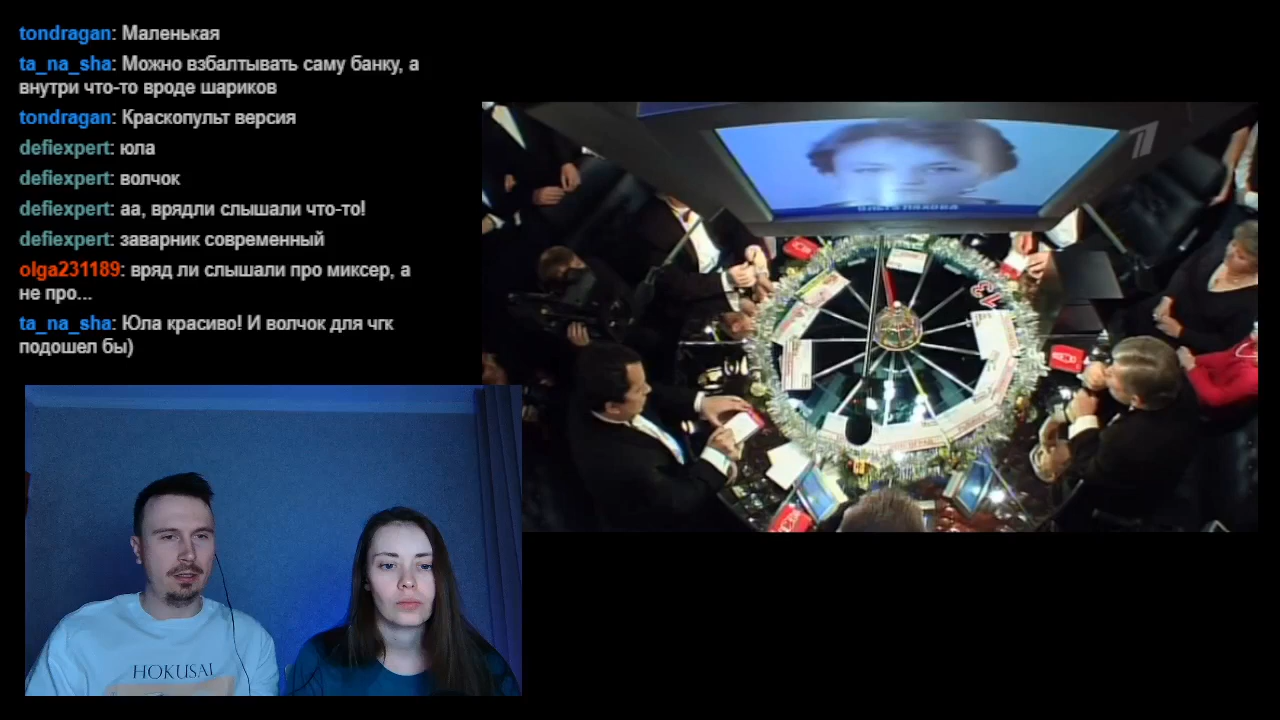 tondragan: Маленькая
ta_na_sha: Можно взбалтывать саму банку, а
внутри что-то вроде шариков
tondragan: Краскопульт версия
defiexpert: юла
defiexpert: волчок
defiexpert: аа, врядли слышали что-то!
defiexpert: заварник современный
olga231189: вряд ли слышали про миксер, а
не про...
ta_na_sha: Юла красиво! И волчок для чгк
подошел бы)
1
13
HOKUSAI